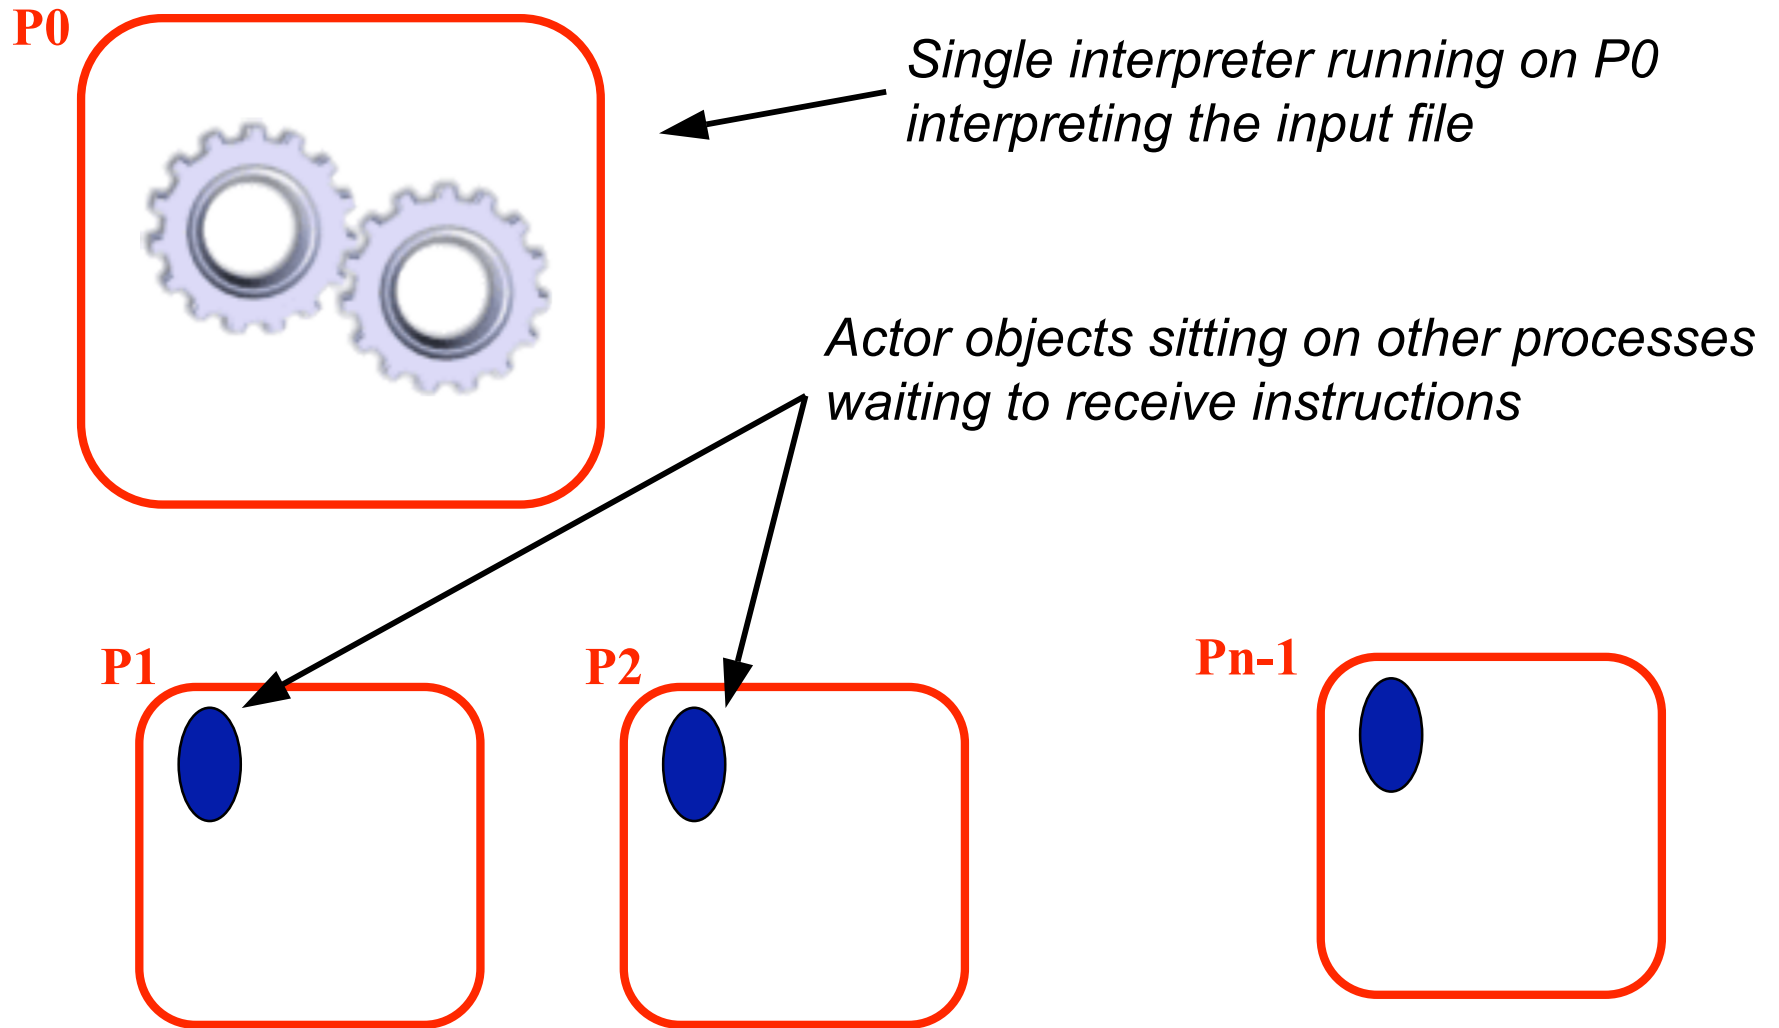 P0
Single interpreter running on P0
interpreting the input file
Actor objects sitting on other processes
waiting to receive instructions
P1
P2
Pn-1